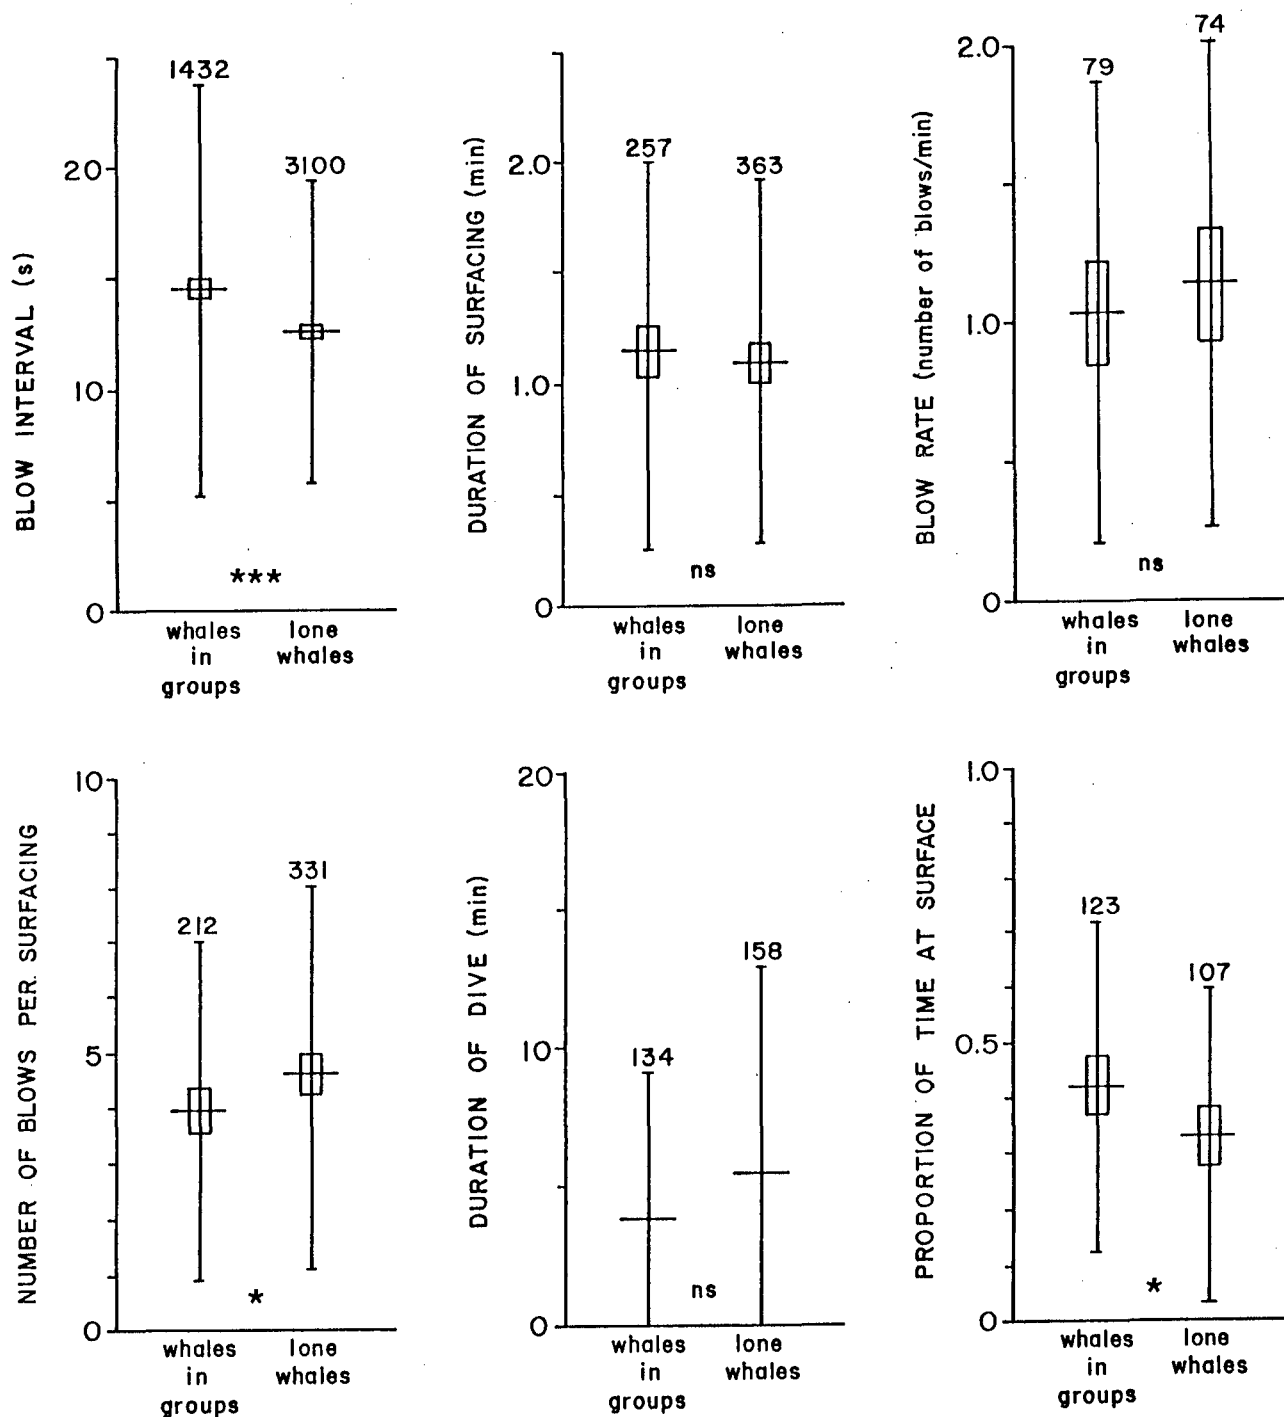 BLOW INTERVAL (s)
20
10
0
1432
3100
***
whales
in
groups
lone
whales
DURATION OF SURFACING (min)
2.0
1.0
0
257
363
ns
whales
in
groups
lone
whales
BLOW RATE (number of blows/min)
2.0
1.0
0
79
74
ns
whales
in
groups
lone
whales
NUMBER OF BLOWS PER SURFACING
10
5
0
212
331
*
whales
in
groups
lone
whales
DURATION OF DIVE (min)
20
10
0
134
158
ns
whales
in
groups
lone
whales
PROPORTION OF TIME AT SURFACE
1.0
0.5
0
123
107
*
whales
in
groups
lone
whales